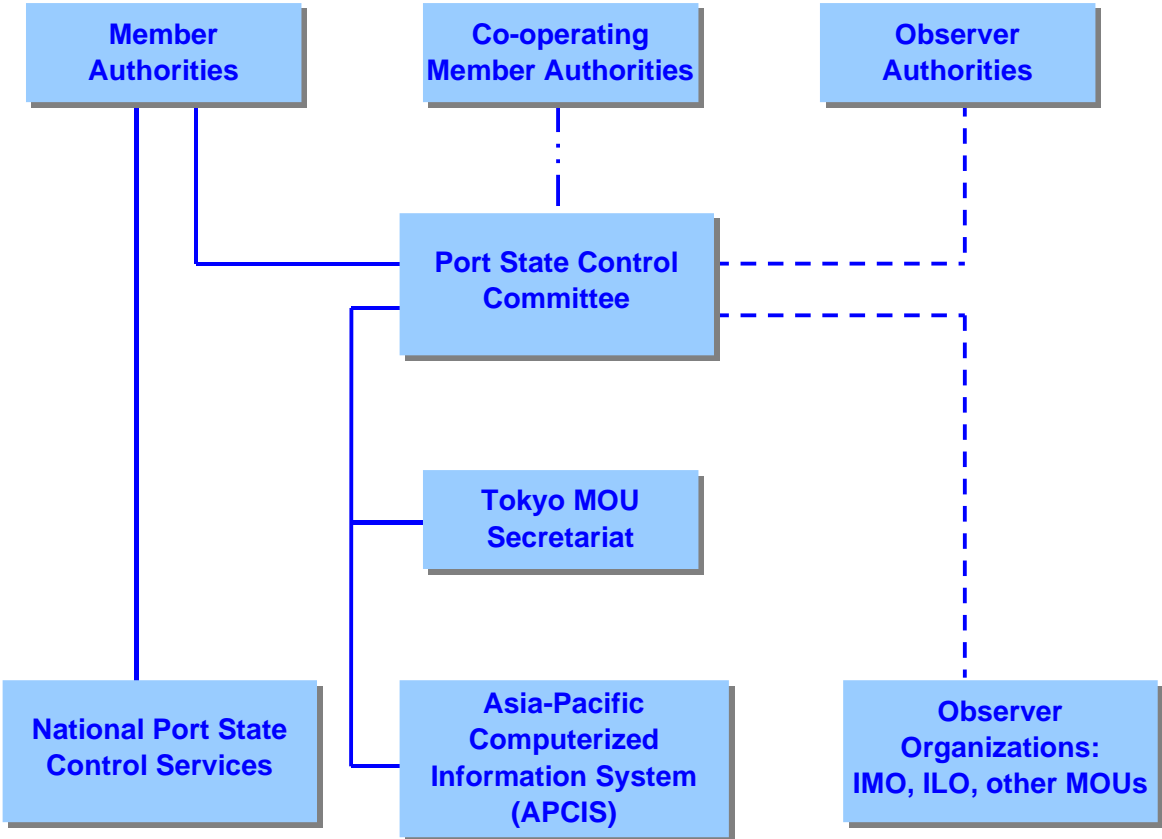 Member
Authorities
Co-operating
Member Authorities
Observer
Authorities
Port State Control
Committee
Tokyo MOU
Secretariat
National Port State
Control Services
Asia-Pacific
Computerized
Information System
(APCIS)
Observer
Organizations:
IMO, ILO, other MOUs